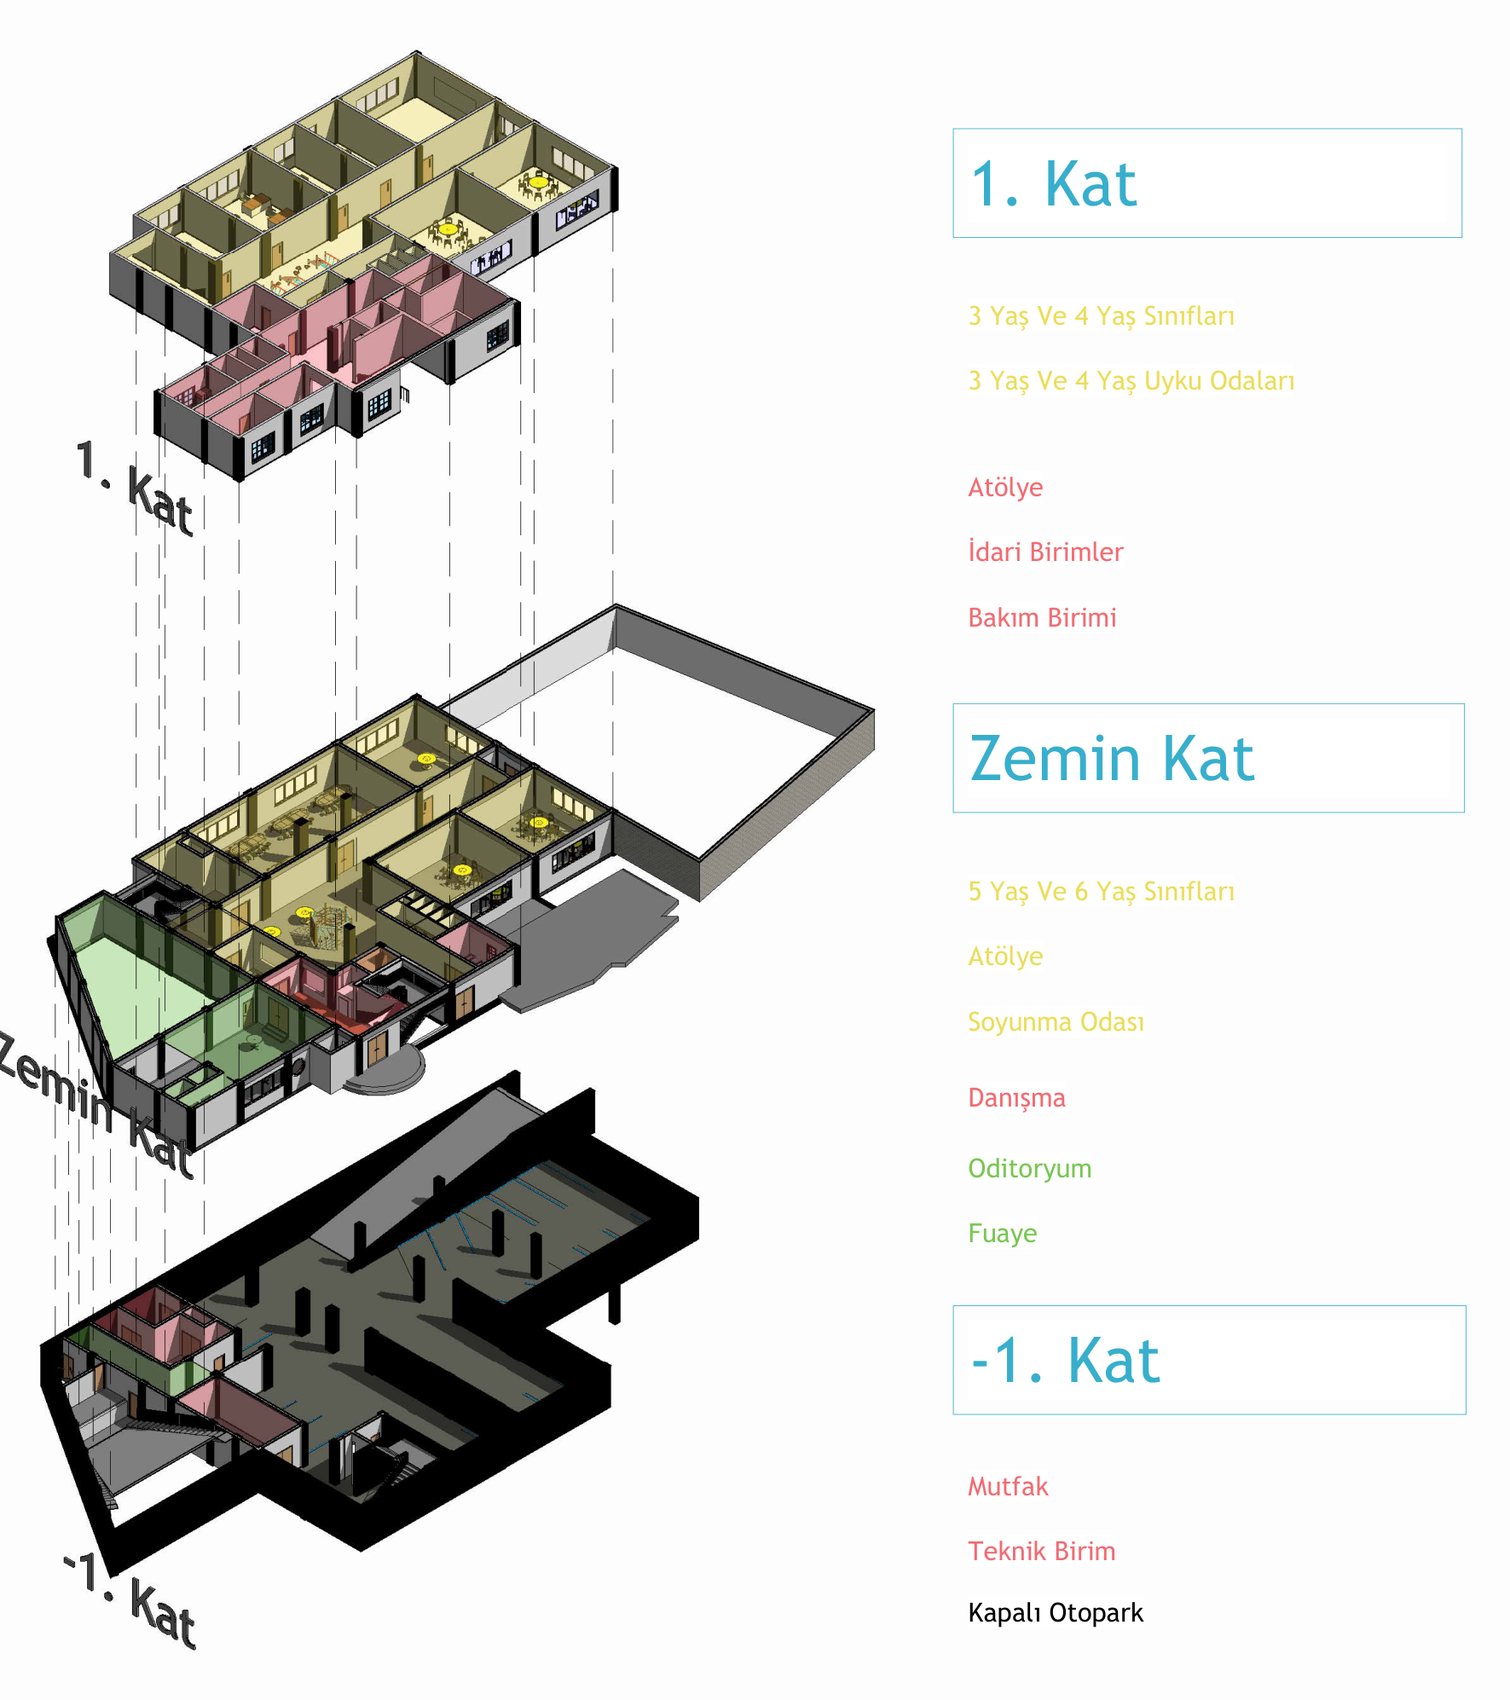 1. Kat
3 Yaş Ve 4 Yaş Sınıfları
3 Yaş Ve 4 Yaş Uyku Odaları
Atölye
İdari Birimler
Bakım Birimi
1. Kat
Zemin Kat
5 Yaş Ve 6 Yaş Sınıfları
Atölye
Soyunma Odası
Danışma
Oditoryum
Fuaye
Zemin Kat
-1. Kat
Mutfak
Teknik Birim
Kapalı Otopark
-1. Kat